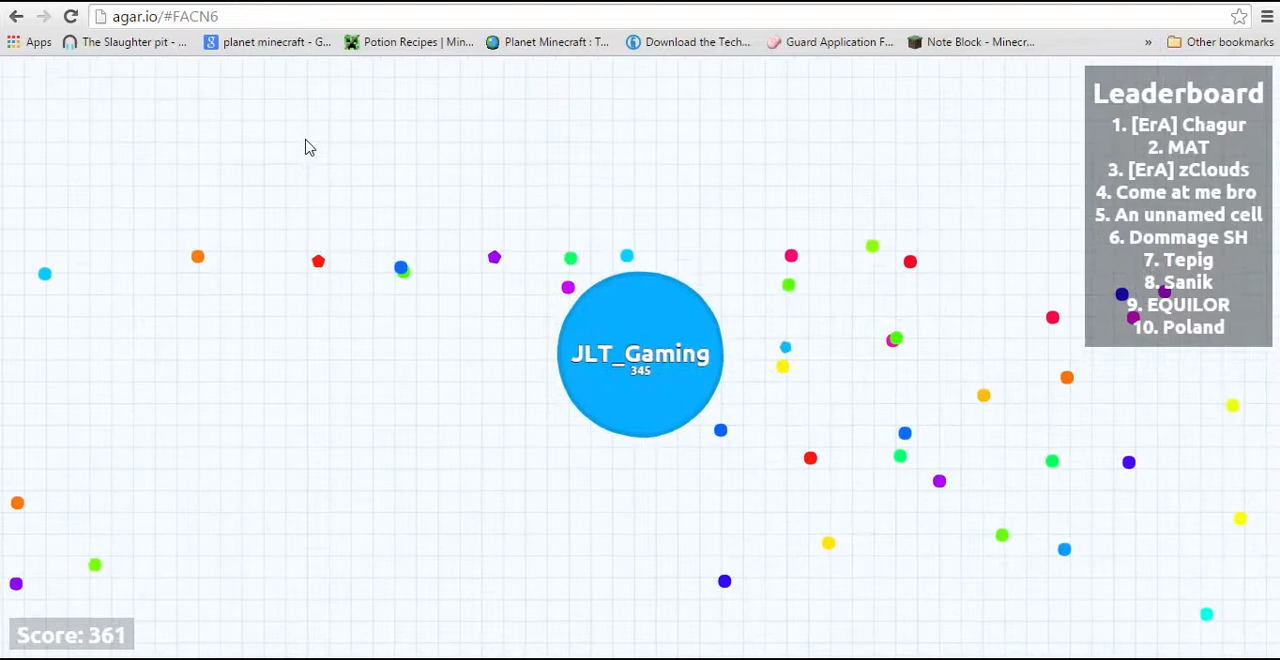 agar.io/#FACN6
Apps The Slaughter pit - ... planet minecraft - G... Potion Recipes | Min... Planet Minecraft : T... Download the Tech... Guard Application F... Note Block - Minecr... » Other bookmarks
Leaderboard
1. [ErA] Chagur
2. MAT
3. [ErA] zClouds
4. Come at me bro
5. An unnamed cell
6. Dommage SH
7. Tepig
8. Sanik
9. EQUILOR
10. Poland
JLT_Gaming
345
Score: 361